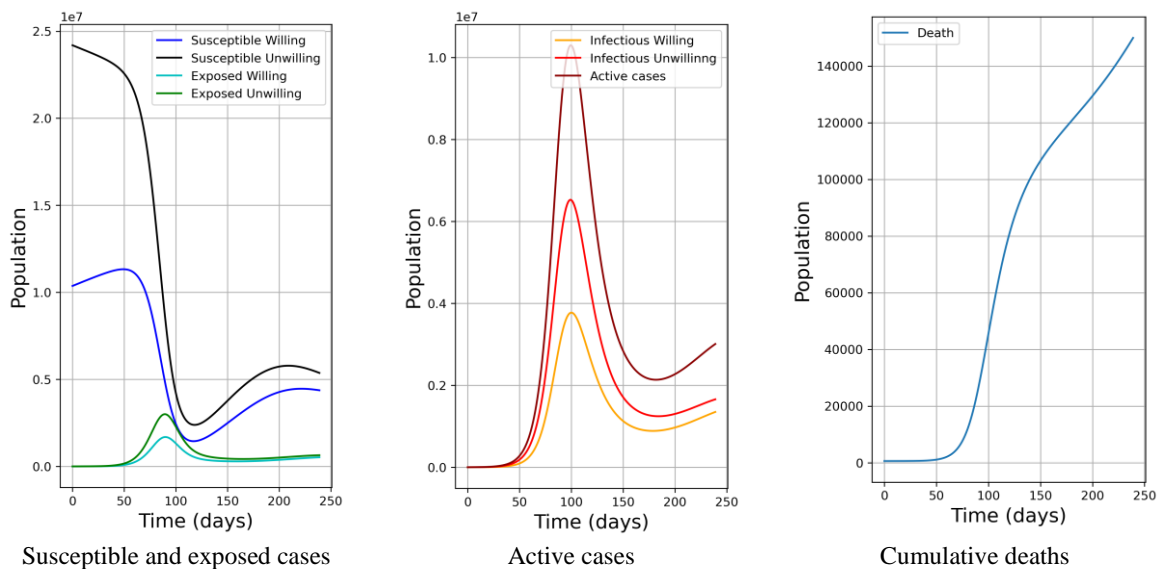 1e7
2.5
2.0
1.5
1.0
0.5
0.0
Population
Susceptible Willing
Susceptible Unwilling
Exposed Willing
Exposed Unwilling
0 50 100 150 200 250
Time (days)
Susceptible and exposed cases
1e7
1.0
0.8
0.6
0.4
0.2
0.0
Population
Infectious Willing
Infectious Unwillinng
Active cases
0 50 100 150 200 250
Time (days)
Active cases
140000
120000
100000
80000
60000
40000
20000
0
Population
Death
0 50 100 150 200 250
Time (days)
Cumulative deaths